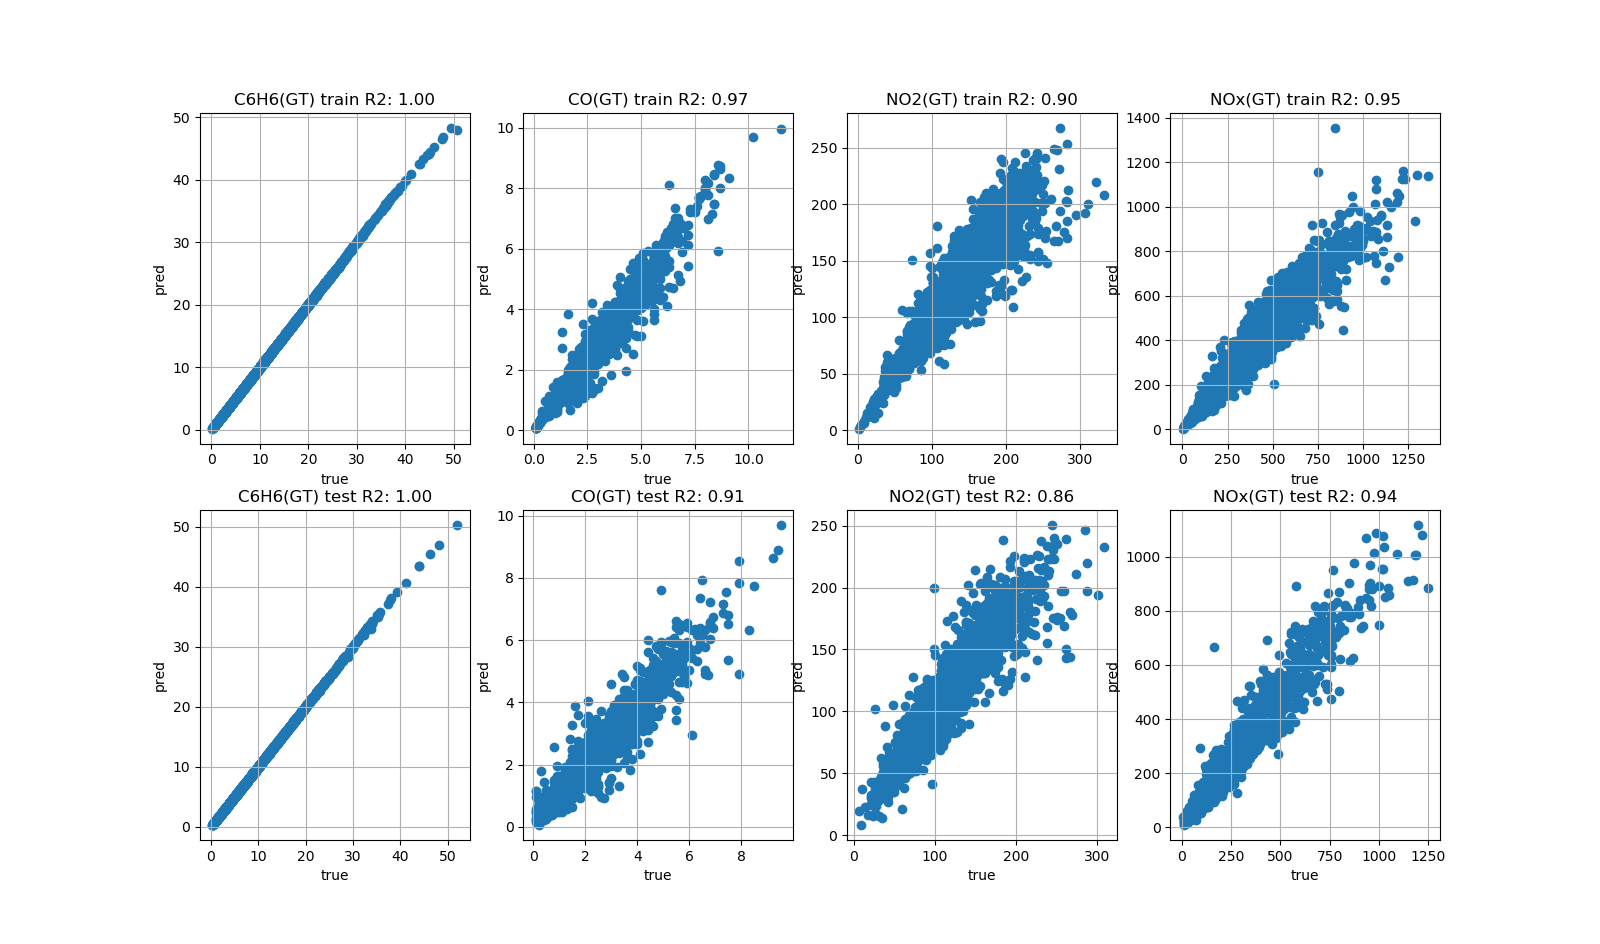 C6H6(GT) train R2: 1.00
50
40
30
20
10
0
pred
0 10 20 30 40 50
true
CO(GT) train R2: 0.97
10
8
6
4
2
0
pred
0.0 2.5 5.0 7.5 10.0
true
NO2(GT) train R2: 0.90
250
200
150
100
50
0
pred
0 100 200 300
true
NOx(GT) train R2: 0.95
1400
1200
1000
800
600
400
200
0
pred
0 250 500 750 1000 1250
true
C6H6(GT) test R2: 1.00
50
40
30
20
10
0
pred
0 10 20 30 40 50
true
CO(GT) test R2: 0.91
10
8
6
4
2
0
pred
0 2 4 6 8
true
NO2(GT) test R2: 0.86
250
200
150
100
50
0
pred
0 100 200 300
true
NOx(GT) test R2: 0.94
1000
800
600
400
200
0
pred
0 250 500 750 1000 1250
true